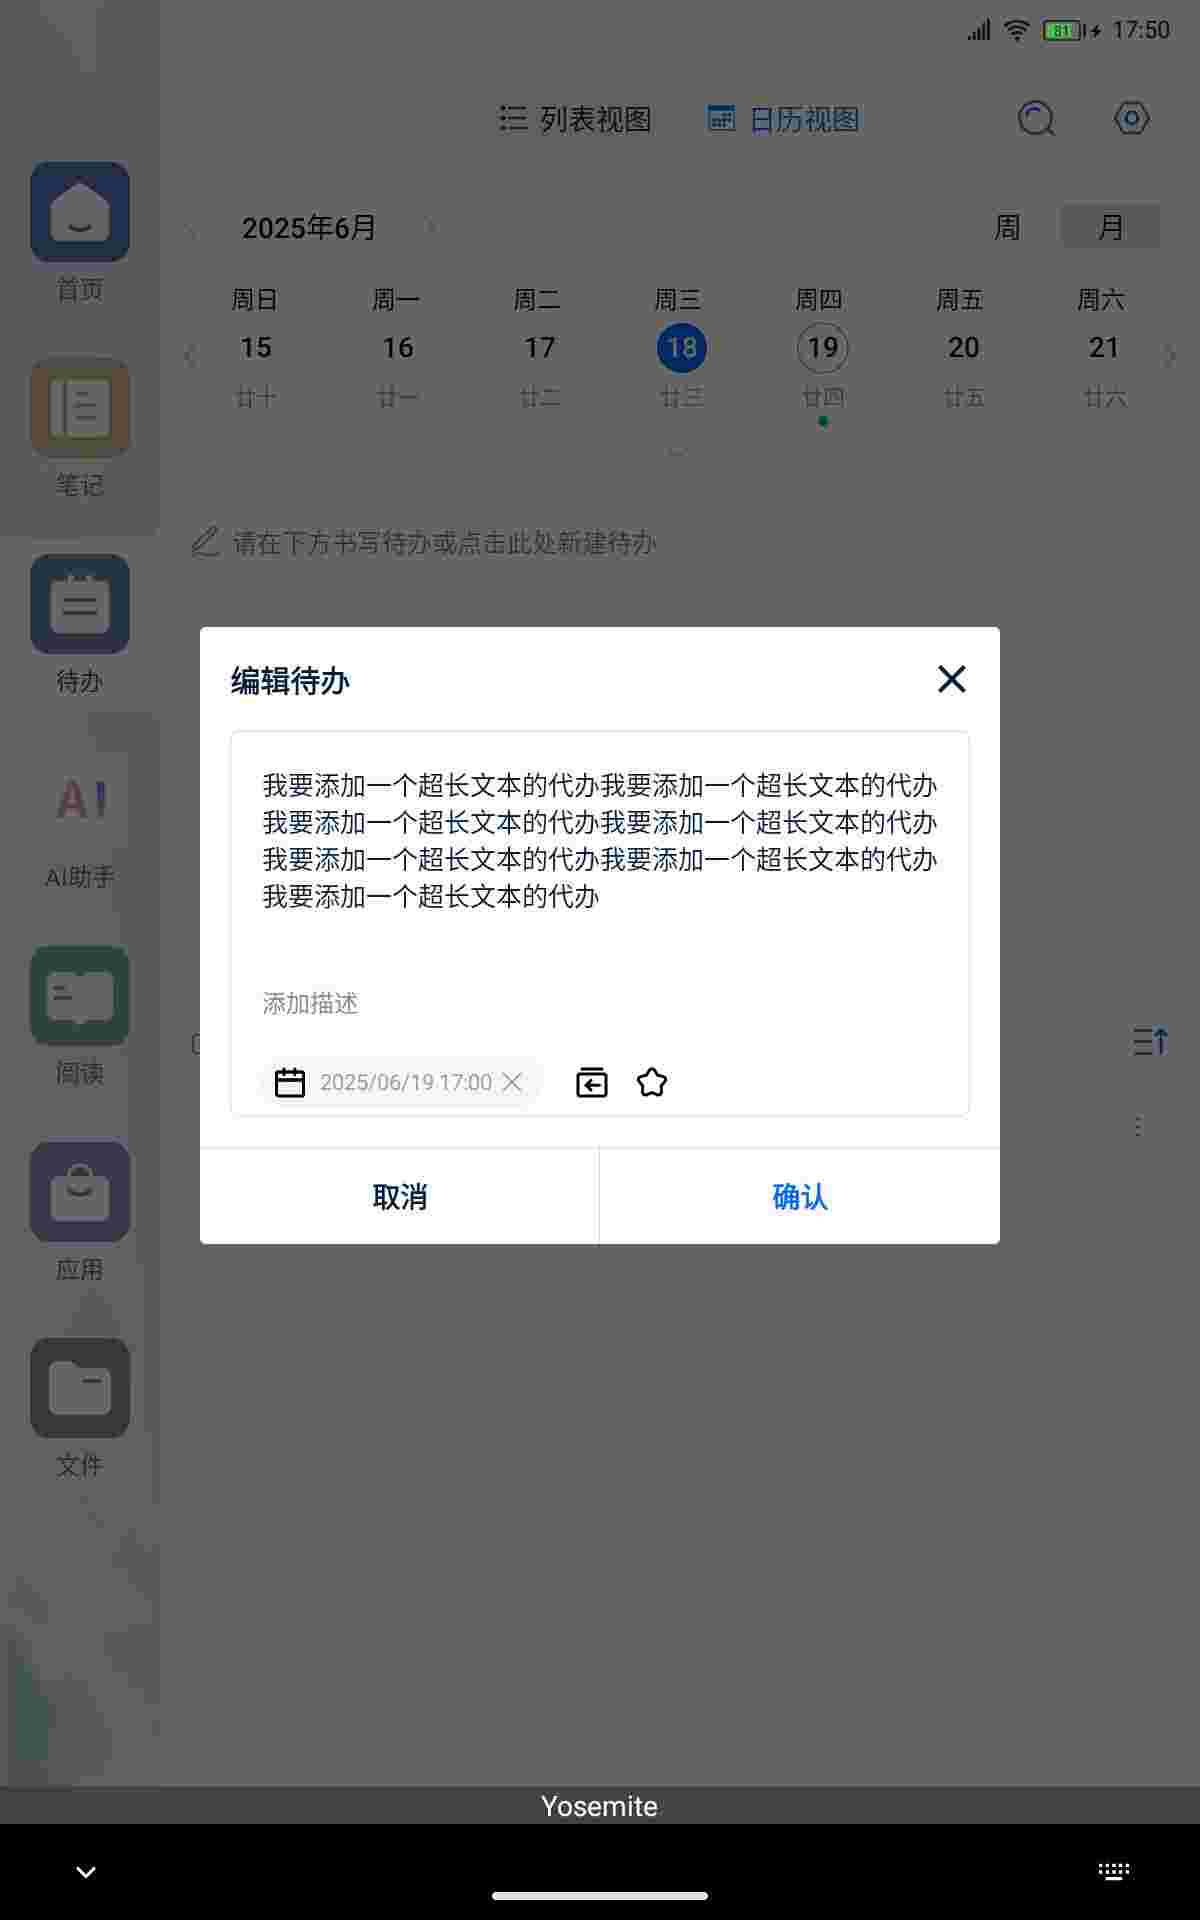 81 17:50
列表视图 日历视图
首页
2025年6月 周 月
周日 周一 周二 周三 周四 周五 周六
15 16 17 18 19 20 21
廿十 廿一 廿二 廿三 廿四 廿五 廿六
笔记
请在下方书写待办或点击此处新建待办
待办
编辑待办
我要添加一个超长文本的代办我要添加一个超长文本的代办
我要添加一个超长文本的代办我要添加一个超长文本的代办
我要添加一个超长文本的代办我要添加一个超长文本的代办
我要添加一个超长文本的代办
AI
AI助手
添加描述
阅读
2025/06/19 17:00
取消 确认
应用
文件
Yosemite